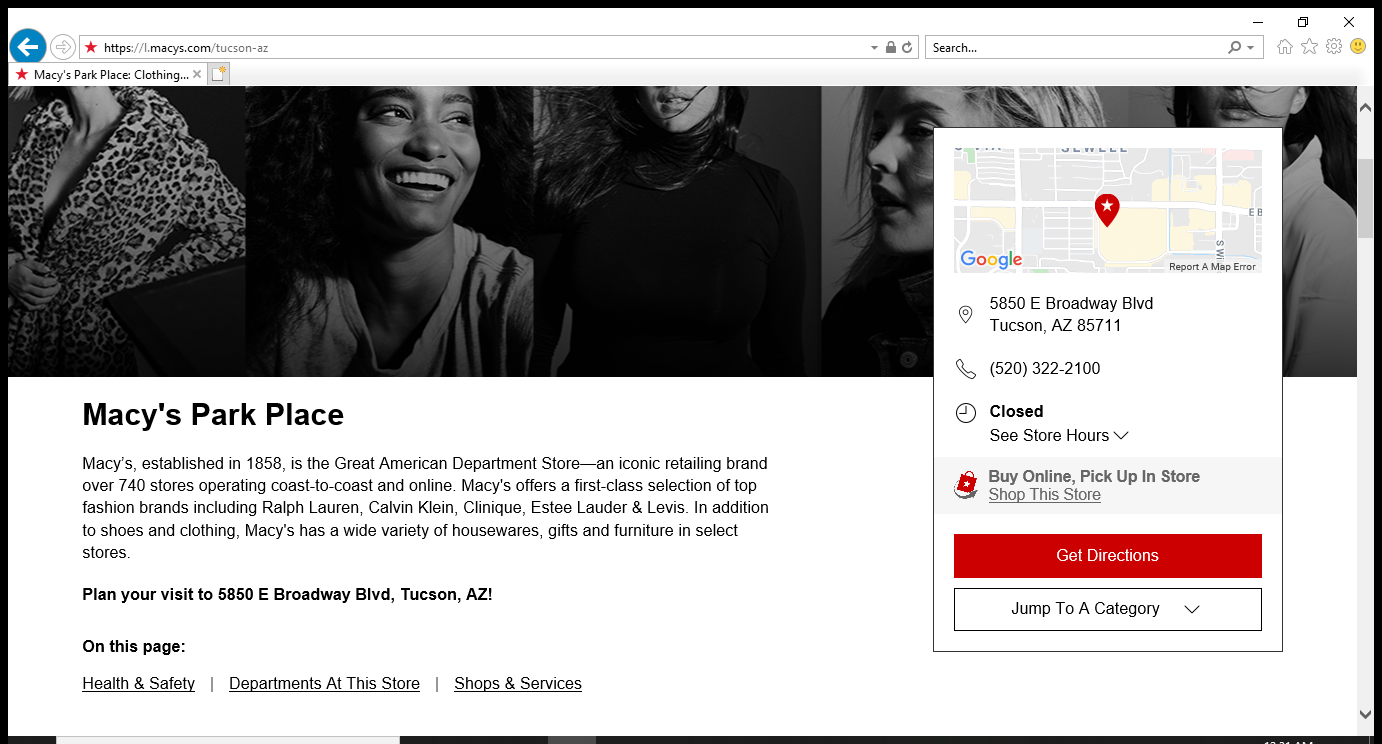 https://l.macys.com/tucson-az
Search...
Macy's Park Place: Clothing...
SEWELL
Google
Report A Map Error
5850 E Broadway Blvd
Tucson, AZ 85711
(520) 322-2100
Closed
See Store Hours
Buy Online, Pick Up In Store
Shop This Store
Get Directions
Jump To A Category
Macy's Park Place
Macy’s, established in 1858, is the Great American Department Store—an iconic retailing brand
over 740 stores operating coast-to-coast and online. Macy's offers a first-class selection of top
fashion brands including Ralph Lauren, Calvin Klein, Clinique, Estee Lauder & Levis. In addition
to shoes and clothing, Macy's has a wide variety of housewares, gifts and furniture in select
stores.
Plan your visit to 5850 E Broadway Blvd, Tucson, AZ!
On this page:
Health & Safety | Departments At This Store | Shops & Services